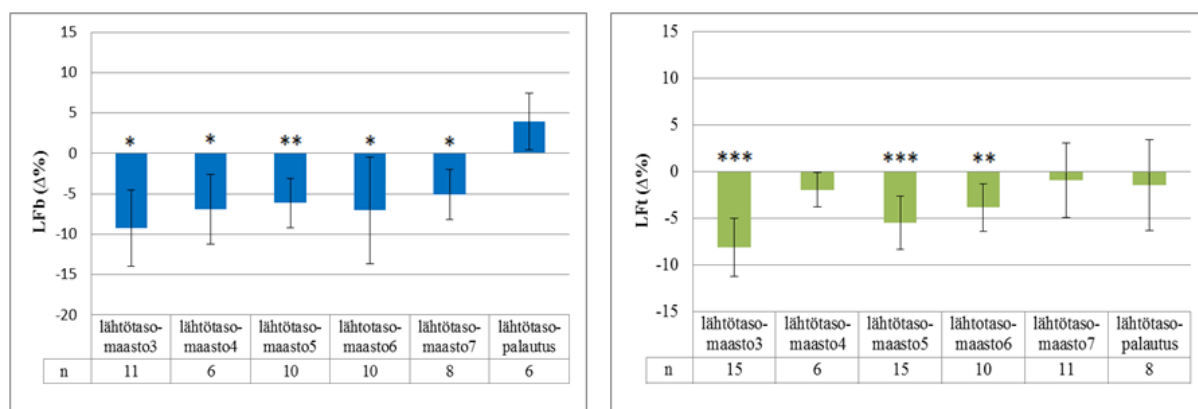 15
10
5
0
-5
-10
-15
-20
LFb (Δ%)
* * ** * *
lähtötaso- lähtötaso- lähtötaso- lähtotaso- lähtötaso- lähtötaso-
maasto3 maasto4 maasto5 maasto6 maasto7 palautus
n 11 6 10 10 8 6
15
10
5
0
-5
-10
-15
LFt (Δ%)
*** *** **
lähtötaso- lähtötaso- lähtötaso- lähtötaso- lähtötaso- lähtötaso-
maasto3 maasto4 maasto5 maasto6 maasto7 palautus
n 15 6 15 10 11 8